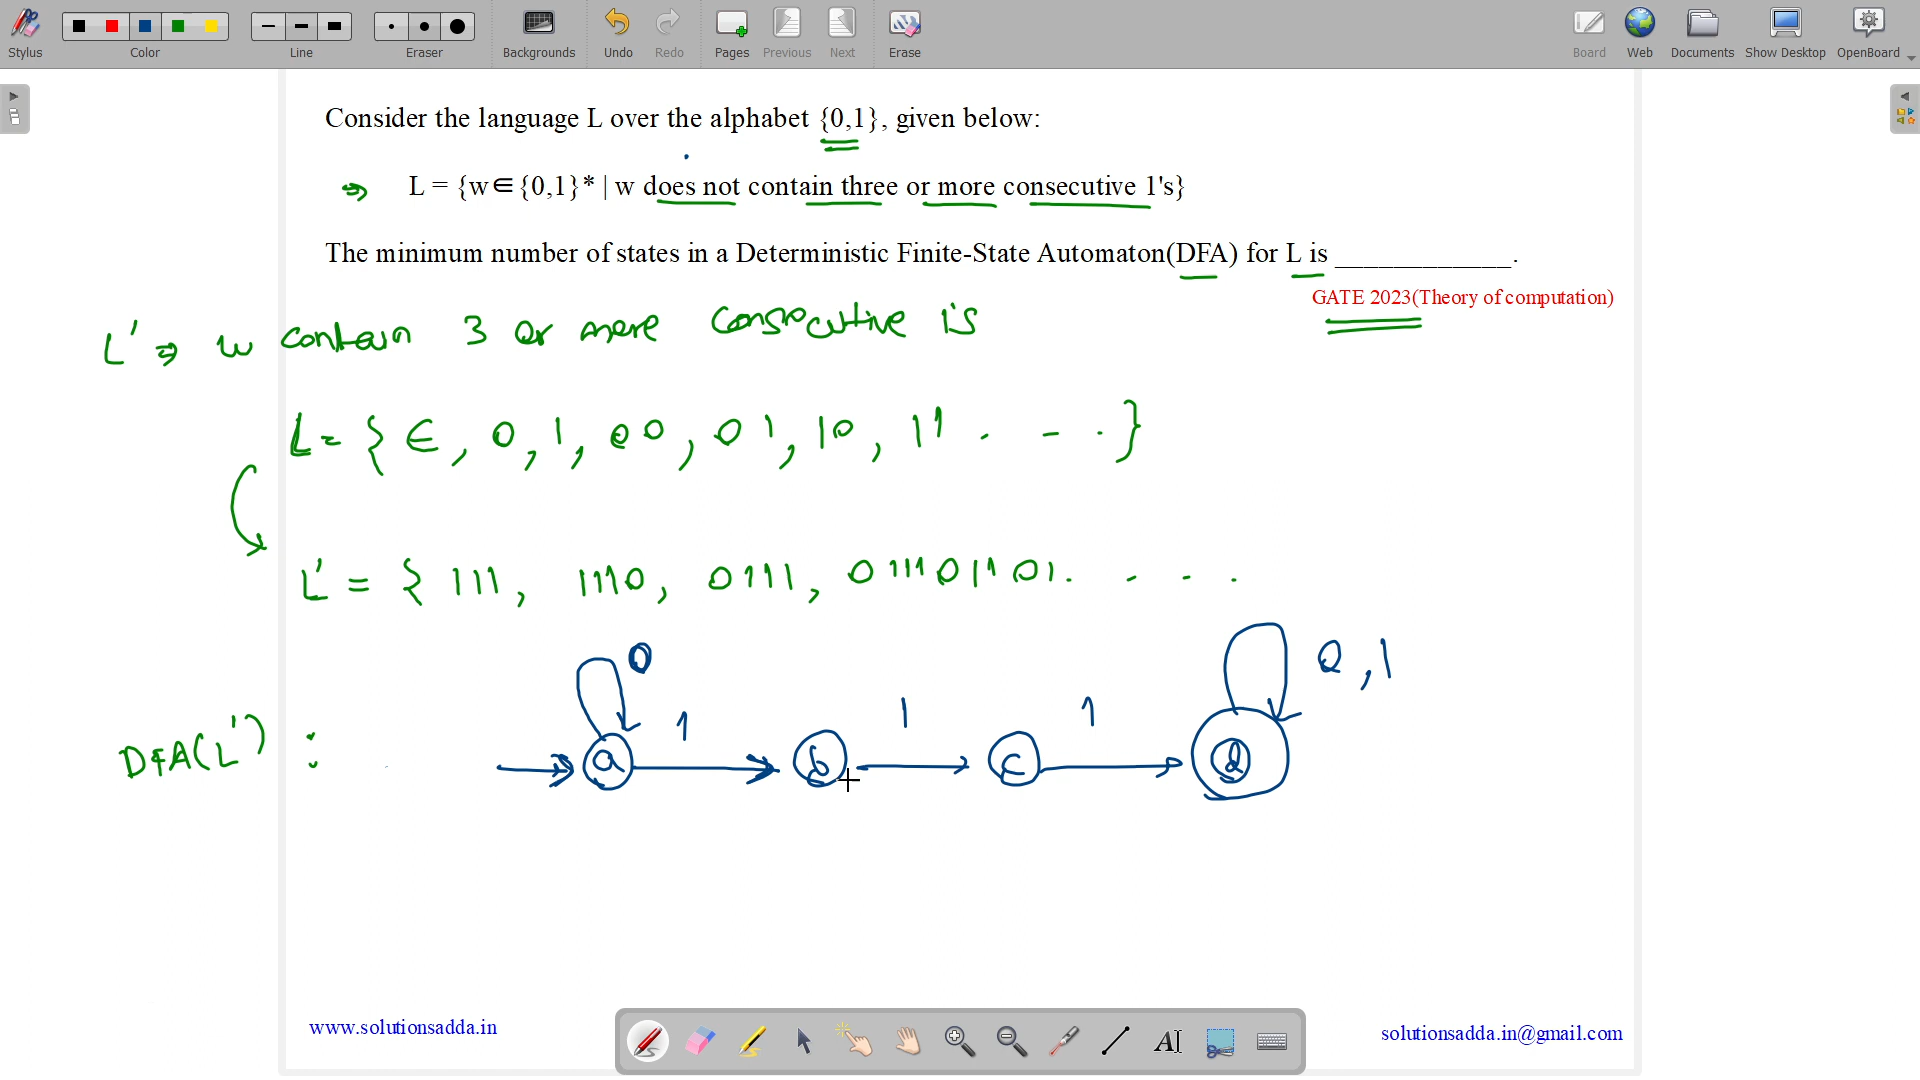 Stylus Color Line Eraser Backgrounds Undo Redo Pages Previous Next Erase Board Web Documents Show Desktop OpenBoard
Consider the language L over the alphabet {0,1}, given below:
⇒ L = {w∈{0,1}* | w does not contain three or more consecutive 1's}
The minimum number of states in a Deterministic Finite-State Automaton(DFA) for L is ____________.
GATE 2023(Theory of computation)
L' ⇒ w contain 3 or more consecutive 1's
L = { ∈, 0, 1, 00, 01, 10, 11 . - - . }
L' = { 111, 1110, 0111, 011101101. . . .
0 0,1
1 1 1
DFA(L') : a b c d
www.solutionsadda.in
solutionsadda.in@gmail.com
AI